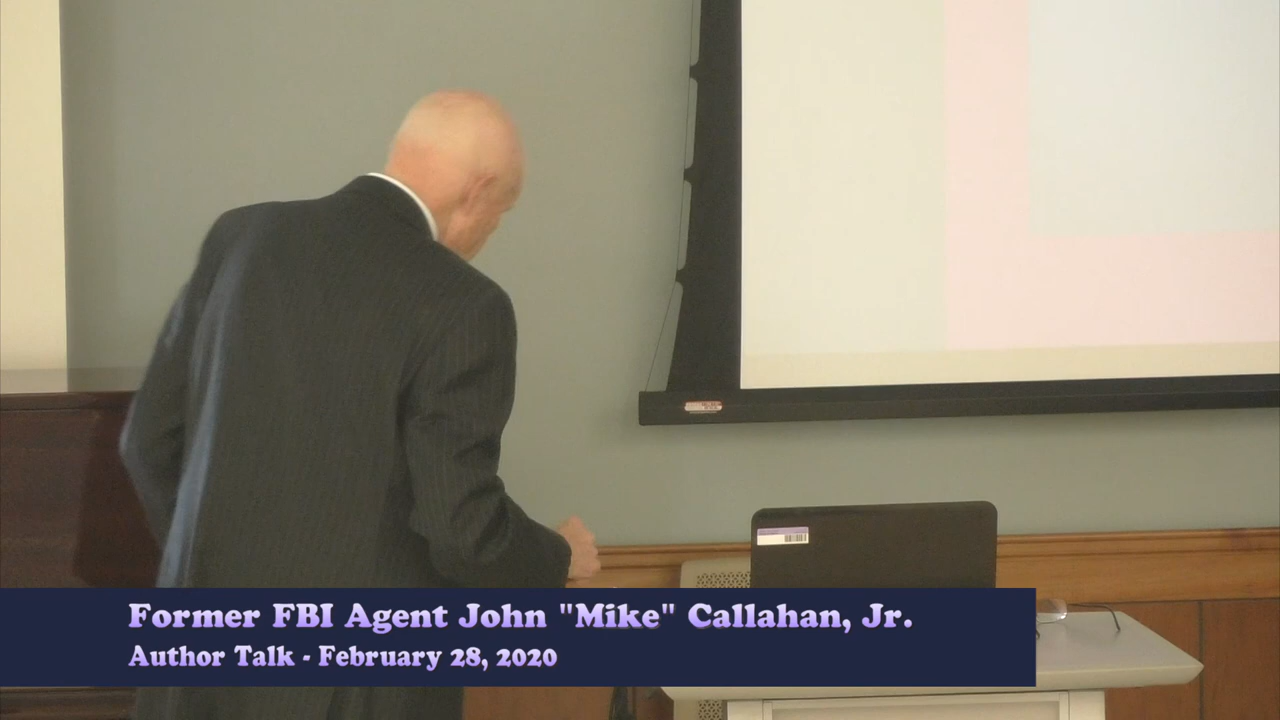 Former FBI Agent John "Mike" Callahan, Jr.
Author Talk - February 28, 2020